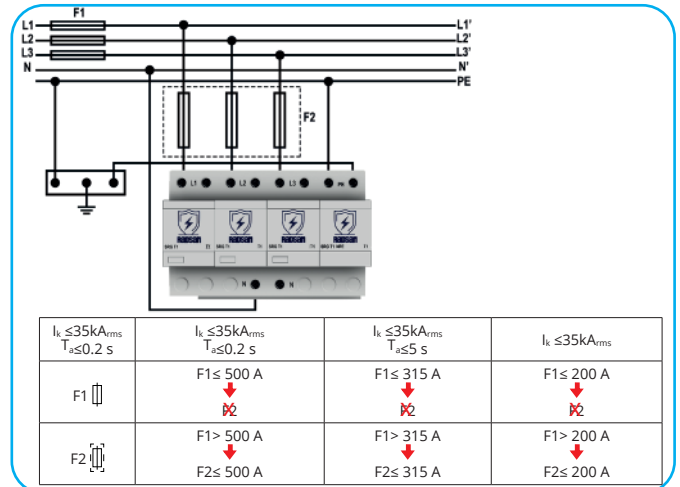 F1
L1 L1'
L2 L2'
L3 L3'
N N'
PE
F2
L1 L2 L3 PE
N N
Ik ≤35kArms Ik ≤35kArms Ik ≤35kArms Ik ≤35kArms
Ta≤0.2 s Ta≤0.2 s Ta≤5 s
F1 F1≤ 500 A F1≤ 315 A F1≤ 200 A
F2 F2 F2
F2 F1> 500 A F1> 315 A F1> 200 A
F2≤ 500 A F2≤ 315 A F2≤ 200 A